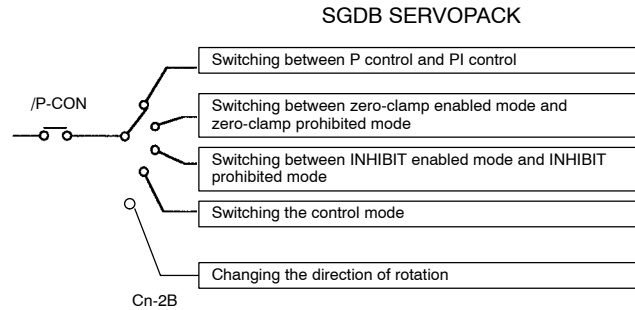 SGDB SERVOPACK
Switching between P control and PI control
/P-CON
Switching between zero-clamp enabled mode and
zero-clamp prohibited mode
Switching between INHIBIT enabled mode and INHIBIT
prohibited mode
Switching the control mode
Changing the direction of rotation
Cn-2B